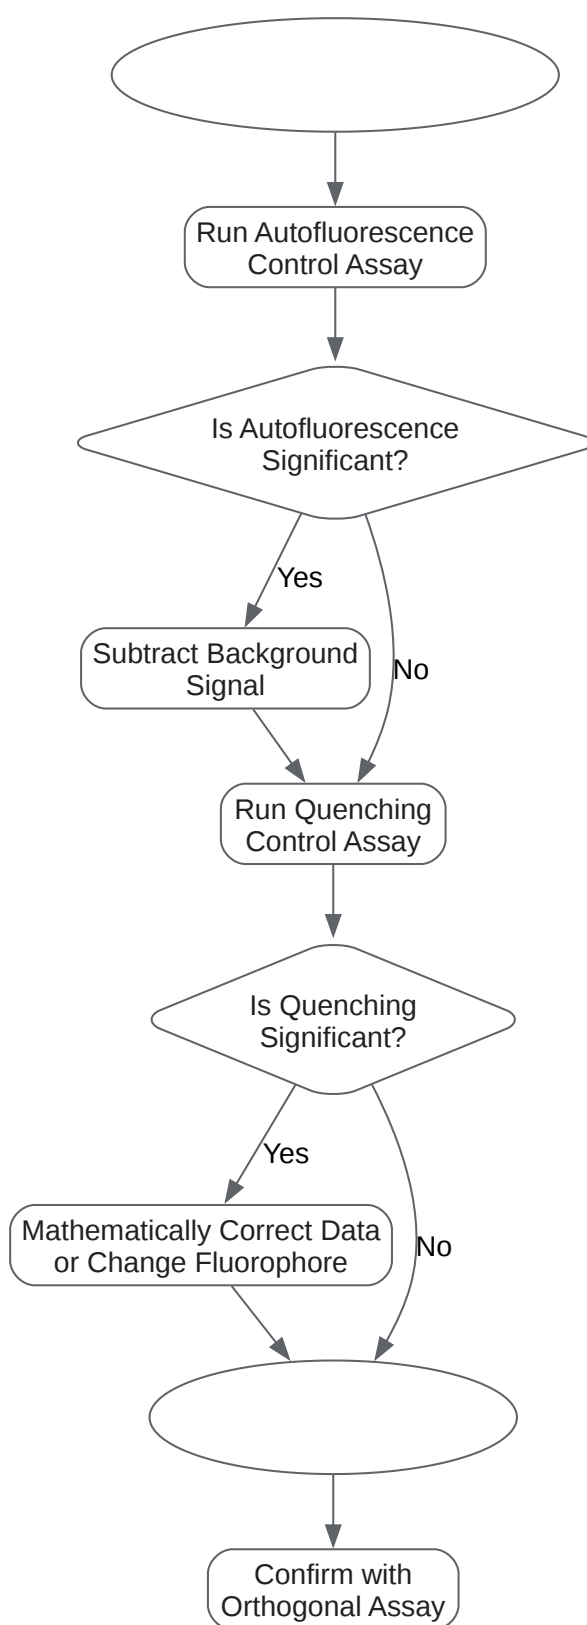 Run Autofluorescence
Control Assay
Is Autofluorescence
Significant?
Yes
Subtract Background
Signal
No
Run Quenching
Control Assay
Is Quenching
Significant?
Yes
Mathematically Correct Data
or Change Fluorophore
No
Confirm with
Orthogonal Assay